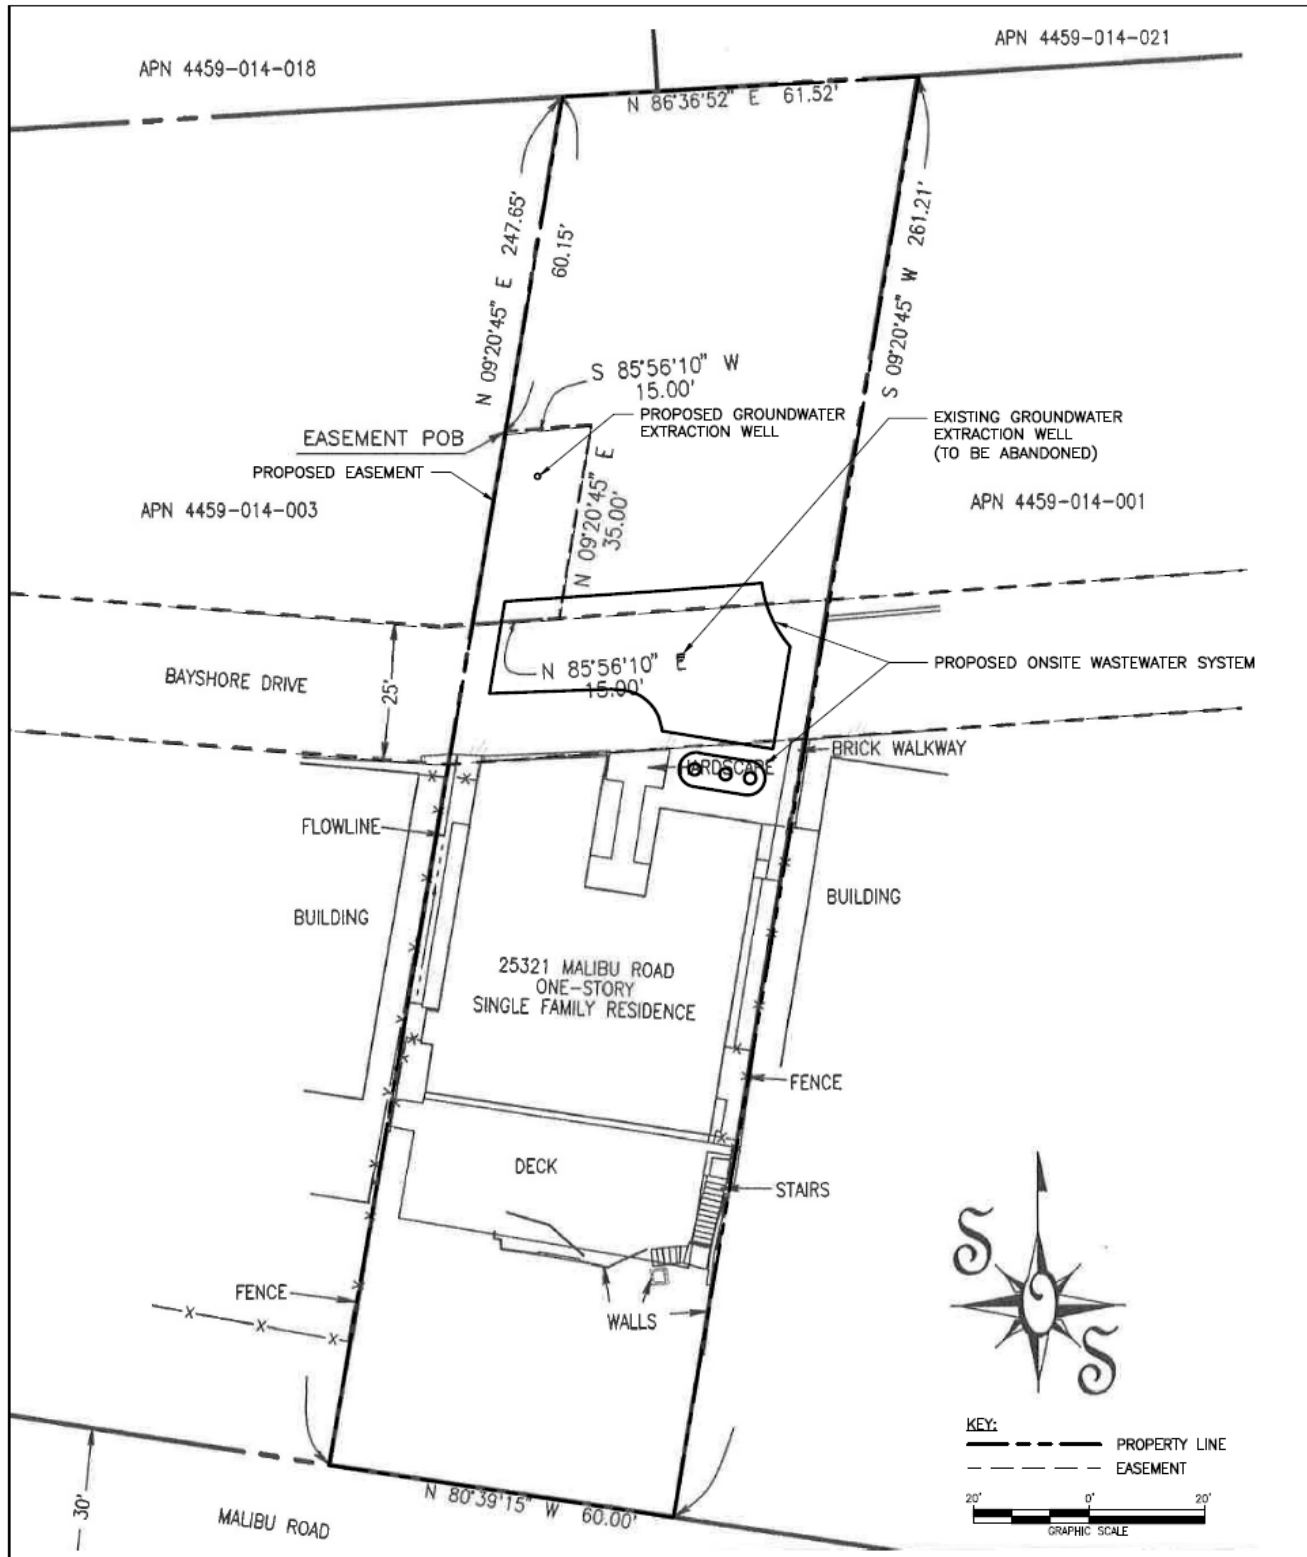 APN 4459-014-018
APN 4459-014-021
N 86°36'52" E 61.52'
N 09°20'45" E 247.65'
60.15'
S 09°20'45" W 261.21'
S 85°56'10" W
15.00'
PROPOSED GROUNDWATER
EXTRACTION WELL
EXISTING GROUNDWATER
EXTRACTION WELL
(TO BE ABANDONED)
EASEMENT POB
PROPOSED EASEMENT
APN 4459-014-003
N 09°20'45" E
35.00'
APN 4459-014-001
BAYSHORE DRIVE
25'
N 85°56'10" E
15.00'
PROPOSED ONSITE WASTEWATER SYSTEM
BRICK WALKWAY
HARDSCAPE
FLOWLINE
BUILDING
BUILDING
25321 MALIBU ROAD
ONE-STORY
SINGLE FAMILY RESIDENCE
FENCE
DECK
STAIRS
FENCE
WALLS
S
S
KEY:
PROPERTY LINE
EASEMENT
20' 0' 20'
GRAPHIC SCALE
N 80°39'15" W 60.00'
30'
MALIBU ROAD